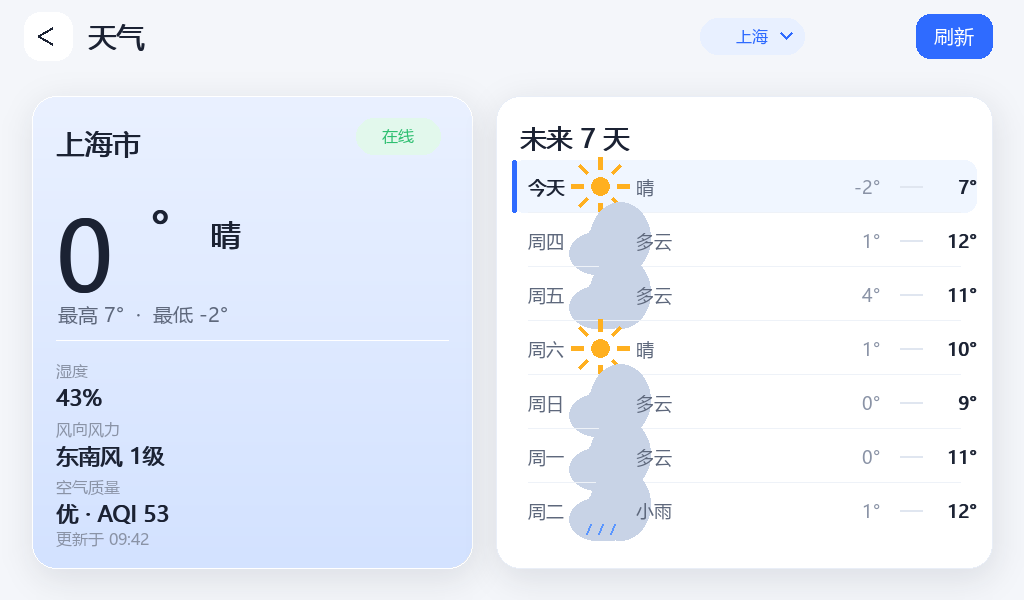 < 天气
上海
刷新
上海市
在线
0° 晴
最高 7° · 最低 -2°
湿度
43%
风向风力
东南风 1级
空气质量
优 · AQI 53
更新于 09:42
未来 7 天
今天 晴 -2° 7°
周四 多云 1° 12°
周五 多云 4° 11°
周六 晴 1° 10°
周日 多云 0° 9°
周一 多云 0° 11°
周二 小雨 1° 12°